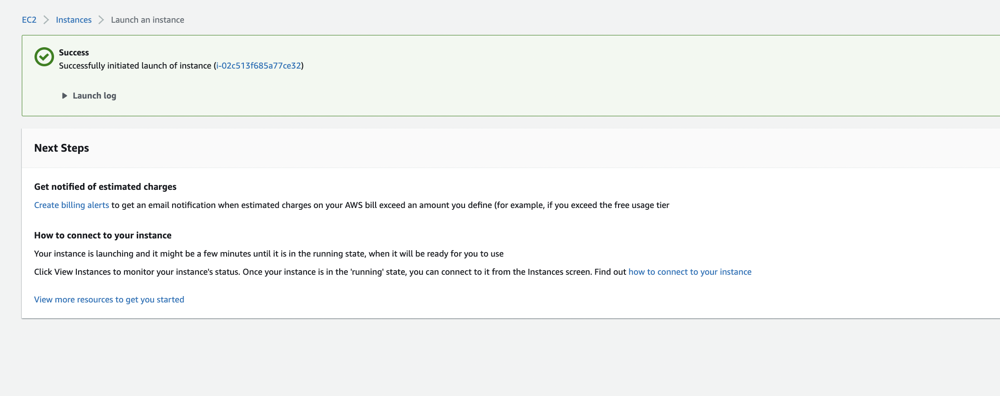 EC2 Instances Launch an instance
Success
Successfully initiated launch of instance (i-02c513f685a77ce32)
Launch log
Next Steps
Get notified of estimated charges
Create billing alerts to get an email notification when estimated charges on your AWS bill exceed an amount you define (for example, if you exceed the free usage tier
How to connect to your instance
Your instance is launching and it might be a few minutes until it is in the running state, when it will be ready for you to use
Click View Instances to monitor your instance's status. Once your instance is in the 'running' state, you can connect to it from the Instances screen. Find out how to connect to your instance
View more resources to get you started